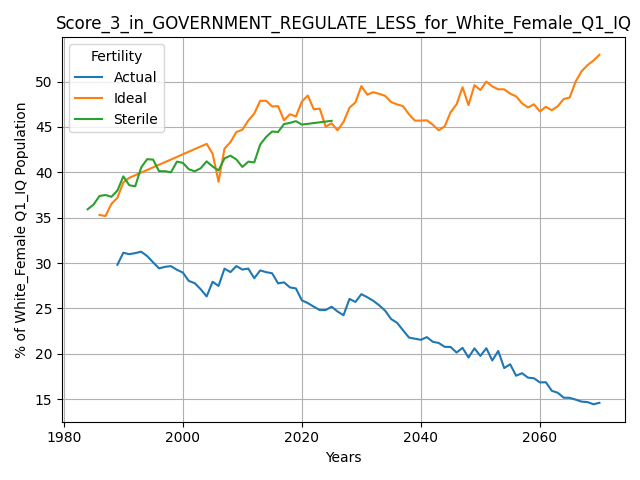 Score_3_in_GOVERNMENT_REGULATE_LESS_for_White_Female_Q1_IQ
Fertility
Actual
Ideal
Sterile
% of White_Female Q1_IQ Population
50
45
40
35
30
25
20
15
1980
2000
2020
2040
2060
Years